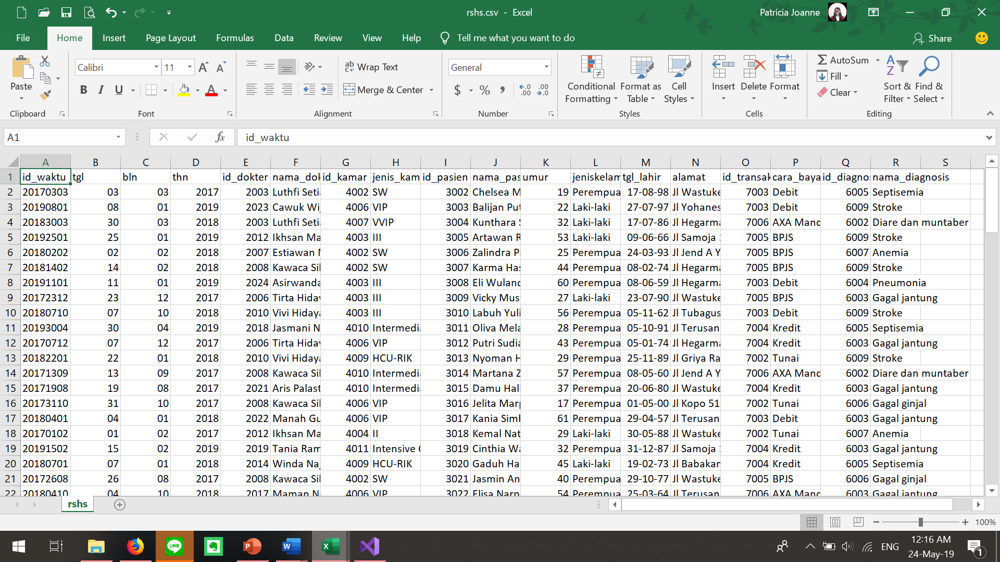 rshs.csv - Excel
Patricia Joanne
File Home Insert Page Layout Formulas Data Review View Help Tell me what you want to do Share
Paste
Clipboard
Calibri 11
B I U A
Font
ab Wrap Text
Merge & Center
Alignment
General
$ % ,
Number
Conditional Formatting
Format as Table
Cell Styles
Styles
Insert Delete Format
Cells
AutoSum
Fill
Clear
Sort & Filter
Find & Select
Editing
A1 fx id_waktu
A B C D E F G H I J K L M N O P Q R S
1 id_waktu tgl bln thn id_dokter nama_dok id_kamar jenis_kam id_pasien nama_pas umur jeniskelam tgl_lahir alamat id_transak cara_baya id_diagnos nama_diagnosis
2 20170303 03 03 2017 2003 Luthfi Seti 4002 SW 3002 Chelsea M 19 Perempua 17-08-98 Jl Wastuke 7003 Debit 6005 Septisemia
3 20190801 08 01 2019 2023 Cawuk Wi 4006 VIP 3003 Balijan Put 22 Laki-laki 27-07-97 Jl Yohanes 7003 Debit 6009 Stroke
4 20183003 30 03 2018 2003 Luthfi Seti 4007 VVIP 3004 Kunthara S 32 Laki-laki 17-07-86 Jl Hegarma 7006 AXA Mand 6002 Diare dan muntaber
5 20192501 25 01 2019 2012 Ikhsan Ma 4003 III 3005 Artawan R 53 Laki-laki 09-06-66 Jl Samoja 7005 BPJS 6009 Stroke
6 20180202 02 02 2018 2007 Estiawan 4002 SW 3006 Zalindra P 25 Perempua 24-03-93 Jl Jend A Y 7005 BPJS 6007 Anemia
7 20181402 14 02 2018 2008 Kawaca Sil 4002 SW 3007 Karma Has 44 Perempua 08-02-74 Jl Hegarma 7005 BPJS 6009 Stroke
8 20191101 11 01 2019 2024 Asirwanda 4003 III 3008 Eli Wuland 60 Perempua 08-06-59 Jl Hegarma 7003 Debit 6004 Pneumonia
9 20172312 23 12 2017 2006 Tirta Hiday 4003 III 3009 Vicky Mus 27 Laki-laki 23-07-90 Jl Wastuke 7005 BPJS 6003 Gagal jantung
10 20180710 07 10 2018 2010 Vivi Hiday 4003 III 3010 Labuh Yuli 56 Perempua 05-11-62 Jl Tubagus 7003 Debit 6009 Stroke
11 20193004 30 04 2019 2018 Jasmani N 4010 Intermedi 3011 Oliva Mela 28 Perempua 05-10-91 Jl Terusan 7004 Kredit 6005 Septisemia
12 20170712 07 12 2017 2006 Tirta Hiday 4006 VIP 3012 Putri Sudia 43 Perempua 05-01-74 Jl Hegarma 7004 Kredit 6003 Gagal jantung
13 20182201 22 01 2018 2010 Vivi Hiday 4009 HCU-RIK 3013 Nyoman H 29 Perempua 25-11-89 Jl Griya Ra 7002 Tunai 6009 Stroke
14 20171309 13 09 2017 2008 Kawaca Sil 4010 Intermedi 3014 Martana Z 57 Perempua 08-05-60 Jl Jend A Y 7006 AXA Mand 6002 Diare dan muntaber
15 20171908 19 08 2017 2021 Aris Palast 4010 Intermedi 3015 Damu Hali 37 Perempua 20-06-80 Jl Wastuke 7004 Kredit 6003 Gagal jantung
16 20173110 31 10 2017 2008 Kawaca Sil 4006 VIP 3016 Jelita Marp 17 Perempua 01-05-00 Jl Kopo 51 7002 Tunai 6006 Gagal ginjal
17 20180401 04 01 2018 2022 Manah Gu 4006 VIP 3017 Kania Simb 61 Perempua 29-04-57 Jl Terusan 7003 Debit 6003 Gagal jantung
18 20170102 01 02 2017 2012 Ikhsan Ma 4004 II 3018 Kemal Nat 29 Laki-laki 30-05-88 Jl Wastuke 7002 Tunai 6007 Anemia
19 20191502 15 02 2019 2019 Tania Ram 4011 Intensive 3019 Cinthia Wa 32 Perempua 31-12-87 Jl Samoja 7004 Kredit 6003 Gagal jantung
20 20180701 07 01 2018 2014 Winda Naj 4009 HCU-RIK 3020 Gaduh Ha 45 Laki-laki 19-02-73 Jl Babakan 7004 Kredit 6005 Septisemia
21 20172608 26 08 2017 2008 Kawaca Sil 4002 SW 3021 Jasmin An 40 Perempua 29-10-77 Jl Wastuke 7005 BPJS 6006 Gagal ginjal
22 20180410 04 10 2018 2017 Maman Na 4006 VIP 3022 Elisa Narp 54 Perempua 25-03-64 Jl Terusan 7006 AXA Mand 6003 Gagal jantung
rshs
100%
LINE
ENG
12:16 AM
24-May-19
1